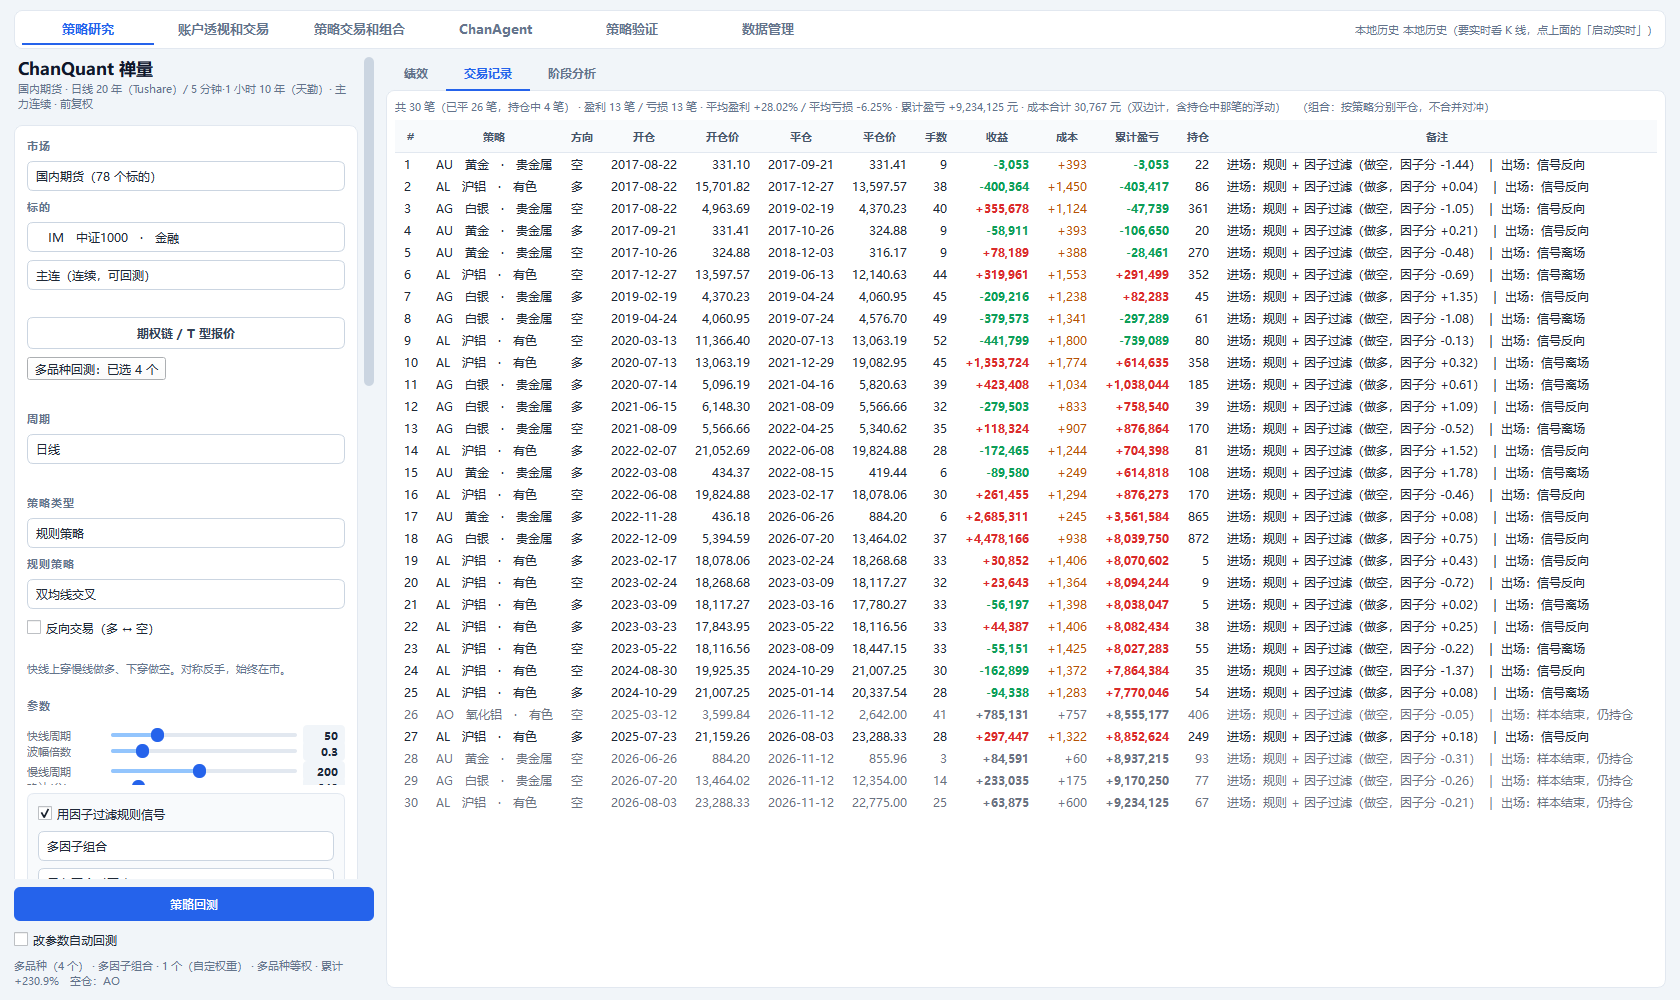 策略研究 账户透视和交易 策略交易和组合 ChanAgent 策略验证 数据管理 本地历史 本地历史（要实时看 K 线，点上面的「启动实时」）
ChanQuant 禅量
国内期货 · 日线 20 年（Tushare）/ 5 分钟·1 小时 10 年（天勤）· 主
力连续 · 前复权
市场
国内期货（78 个标的）
标的
IM 中证1000 · 金融
主连（连续，可回测）
期权链 / T 型报价
多品种回测：已选 4 个
周期
日线
策略类型
规则策略
规则策略
双均线交叉
反向交易（多 ↔ 空）
快线上穿慢线做多、下穿做空。对称反手，始终在市。
参数
快线周期 50
波幅倍数 0.3
慢线周期 200
用因子过滤规则信号
多因子组合
策略回测
改参数自动回测
多品种（4 个） · 多因子组合 · 1 个（自定权重） · 多品种等权 · 累计
+230.9% 空仓：AO
绩效 交易记录 阶段分析
共 30 笔（已平 26 笔，持仓中 4 笔） · 盈利 13 笔 / 亏损 13 笔 · 平均盈利 +28.02% / 平均亏损 -6.25% · 累计盈亏 +9,234,125 元 · 成本合计 30,767 元（双边计，含持仓中那笔的浮动） （组合：按策略分别平仓，不合并对冲）
# 策略 方向 开仓 开仓价 平仓 平仓价 手数 收益 成本 累计盈亏 持仓 备注
1 AU 黄金 · 贵金属 空 2017-08-22 331.10 2017-09-21 331.41 9 -3,053 +393 -3,053 22 进场：规则 + 因子过滤（做空，因子分 -1.44） | 出场：信号反向
2 AL 沪铝 · 有色 多 2017-08-22 15,701.82 2017-12-27 13,597.57 38 -400,364 +1,450 -403,417 86 进场：规则 + 因子过滤（做多，因子分 +0.04） | 出场：信号反向
3 AG 白银 · 贵金属 空 2017-08-22 4,963.69 2019-02-19 4,370.23 40 +355,678 +1,124 -47,739 361 进场：规则 + 因子过滤（做空，因子分 -1.05） | 出场：信号反向
4 AU 黄金 · 贵金属 多 2017-09-21 331.41 2017-10-26 324.88 9 -58,911 +393 -106,650 20 进场：规则 + 因子过滤（做多，因子分 +0.21） | 出场：信号反向
5 AU 黄金 · 贵金属 空 2017-10-26 324.88 2018-12-03 316.17 9 +78,189 +388 -28,461 270 进场：规则 + 因子过滤（做空，因子分 -0.48） | 出场：信号离场
6 AL 沪铝 · 有色 空 2017-12-27 13,597.57 2019-06-13 12,140.63 44 +319,961 +1,553 +291,499 352 进场：规则 + 因子过滤（做空，因子分 -0.69） | 出场：信号离场
7 AG 白银 · 贵金属 多 2019-02-19 4,370.23 2019-04-24 4,060.95 45 -209,216 +1,238 +82,283 45 进场：规则 + 因子过滤（做多，因子分 +1.35） | 出场：信号反向
8 AG 白银 · 贵金属 空 2019-04-24 4,060.95 2019-07-24 4,576.70 49 -379,573 +1,341 -297,289 61 进场：规则 + 因子过滤（做空，因子分 -1.08） | 出场：信号离场
9 AL 沪铝 · 有色 空 2020-03-13 11,366.40 2020-07-13 13,063.19 52 -441,799 +1,800 -739,089 80 进场：规则 + 因子过滤（做空，因子分 -0.13） | 出场：信号反向
10 AL 沪铝 · 有色 多 2020-07-13 13,063.19 2021-12-29 19,082.95 45 +1,353,724 +1,774 +614,635 358 进场：规则 + 因子过滤（做多，因子分 +0.32） | 出场：信号离场
11 AG 白银 · 贵金属 多 2020-07-14 5,096.19 2021-04-16 5,820.63 39 +423,408 +1,034 +1,038,044 185 进场：规则 + 因子过滤（做多，因子分 +0.61） | 出场：信号离场
12 AG 白银 · 贵金属 多 2021-06-15 6,148.30 2021-08-09 5,566.66 32 -279,503 +833 +758,540 39 进场：规则 + 因子过滤（做多，因子分 +1.09） | 出场：信号反向
13 AG 白银 · 贵金属 空 2021-08-09 5,566.66 2022-04-25 5,340.62 35 +118,324 +907 +876,864 170 进场：规则 + 因子过滤（做空，因子分 -0.52） | 出场：信号离场
14 AL 沪铝 · 有色 多 2022-02-07 21,052.69 2022-06-08 19,824.88 28 -172,465 +1,244 +704,398 81 进场：规则 + 因子过滤（做多，因子分 +1.52） | 出场：信号反向
15 AU 黄金 · 贵金属 多 2022-03-08 434.37 2022-08-15 419.44 6 -89,580 +249 +614,818 108 进场：规则 + 因子过滤（做多，因子分 +1.78） | 出场：信号离场
16 AL 沪铝 · 有色 空 2022-06-08 19,824.88 2023-02-17 18,078.06 30 +261,455 +1,294 +876,273 170 进场：规则 + 因子过滤（做空，因子分 -0.46） | 出场：信号反向
17 AU 黄金 · 贵金属 多 2022-11-28 436.18 2026-06-26 884.20 6 +2,685,311 +245 +3,561,584 865 进场：规则 + 因子过滤（做多，因子分 +0.08） | 出场：信号反向
18 AG 白银 · 贵金属 多 2022-12-09 5,394.59 2026-07-20 13,464.02 37 +4,478,166 +938 +8,039,750 872 进场：规则 + 因子过滤（做多，因子分 +0.75） | 出场：信号反向
19 AL 沪铝 · 有色 多 2023-02-17 18,078.06 2023-02-24 18,268.68 33 +30,852 +1,406 +8,070,602 5 进场：规则 + 因子过滤（做多，因子分 +0.43） | 出场：信号反向
20 AL 沪铝 · 有色 空 2023-02-24 18,268.68 2023-03-09 18,117.27 32 +23,643 +1,364 +8,094,244 9 进场：规则 + 因子过滤（做空，因子分 -0.72） | 出场：信号反向
21 AL 沪铝 · 有色 多 2023-03-09 18,117.27 2023-03-16 17,780.27 33 -56,197 +1,398 +8,038,047 5 进场：规则 + 因子过滤（做多，因子分 +0.02） | 出场：信号离场
22 AL 沪铝 · 有色 多 2023-03-23 17,843.95 2023-05-22 18,116.56 33 +44,387 +1,406 +8,082,434 38 进场：规则 + 因子过滤（做多，因子分 +0.25） | 出场：信号反向
23 AL 沪铝 · 有色 空 2023-05-22 18,116.56 2023-08-09 18,447.15 33 -55,151 +1,425 +8,027,283 55 进场：规则 + 因子过滤（做空，因子分 -0.22） | 出场：信号离场
24 AL 沪铝 · 有色 空 2024-08-30 19,925.35 2024-10-29 21,007.25 30 -162,899 +1,372 +7,864,384 35 进场：规则 + 因子过滤（做空，因子分 -1.37） | 出场：信号反向
25 AL 沪铝 · 有色 多 2024-10-29 21,007.25 2025-01-14 20,337.54 28 -94,338 +1,283 +7,770,046 54 进场：规则 + 因子过滤（做多，因子分 +0.08） | 出场：信号离场
26 AO 氧化铝 · 有色 空 2025-03-12 3,599.84 2026-11-12 2,642.00 41 +785,131 +757 +8,555,177 406 进场：规则 + 因子过滤（做空，因子分 -0.05） | 出场：样本结束，仍持仓
27 AL 沪铝 · 有色 多 2025-07-23 21,159.26 2026-08-03 23,288.33 28 +297,447 +1,322 +8,852,624 249 进场：规则 + 因子过滤（做多，因子分 +0.18） | 出场：信号反向
28 AU 黄金 · 贵金属 空 2026-06-26 884.20 2026-11-12 855.96 3 +84,591 +60 +8,937,215 93 进场：规则 + 因子过滤（做空，因子分 -0.31） | 出场：样本结束，仍持仓
29 AG 白银 · 贵金属 空 2026-07-20 13,464.02 2026-11-12 12,354.00 14 +233,035 +175 +9,170,250 77 进场：规则 + 因子过滤（做空，因子分 -0.26） | 出场：样本结束，仍持仓
30 AL 沪铝 · 有色 空 2026-08-03 23,288.33 2026-11-12 22,775.00 25 +63,875 +600 +9,234,125 67 进场：规则 + 因子过滤（做空，因子分 -0.21） | 出场：样本结束，仍持仓